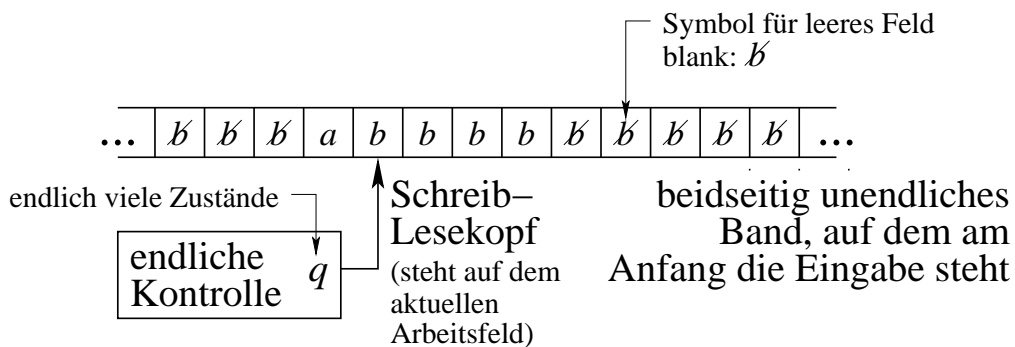 Symbol für leeres Feld
blank: b̸
... b̸ b̸ b̸ a b b b b b̸ b̸ b̸ b̸ b̸ ...
endlich viele Zustände
endliche
Kontrolle
q
Schreib–
Lesekopf
(steht auf dem
aktuellen
Arbeitsfeld)
beidseitig unendliches
Band, auf dem am
Anfang die Eingabe steht